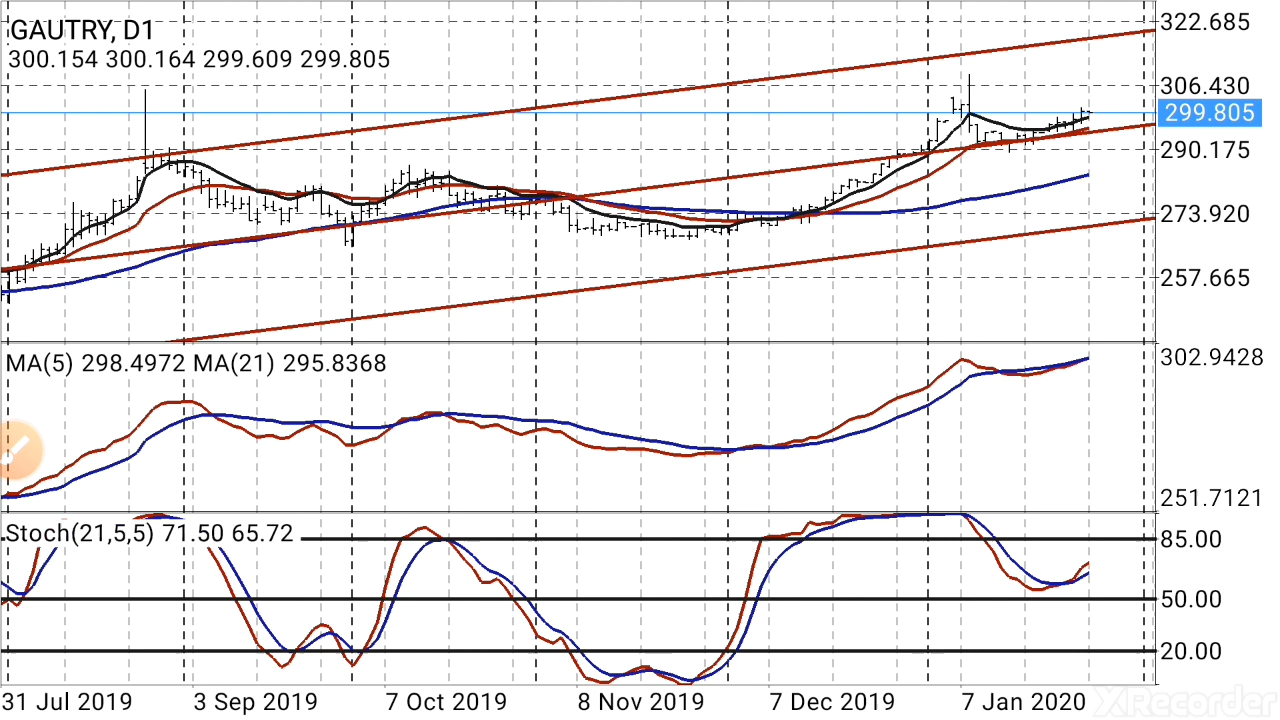 GAUTRY, D1
300.154 300.164 299.609 299.805
322.685
306.430
299.805
290.175
273.920
257.665
MA(5) 298.4972 MA(21) 295.8368
302.9428
251.7121
Stoch(21,5,5) 71.50 65.72
85.00
50.00
20.00
31 Jul 2019 3 Sep 2019 7 Oct 2019 8 Nov 2019 7 Dec 2019 7 Jan 2020
XRecorder